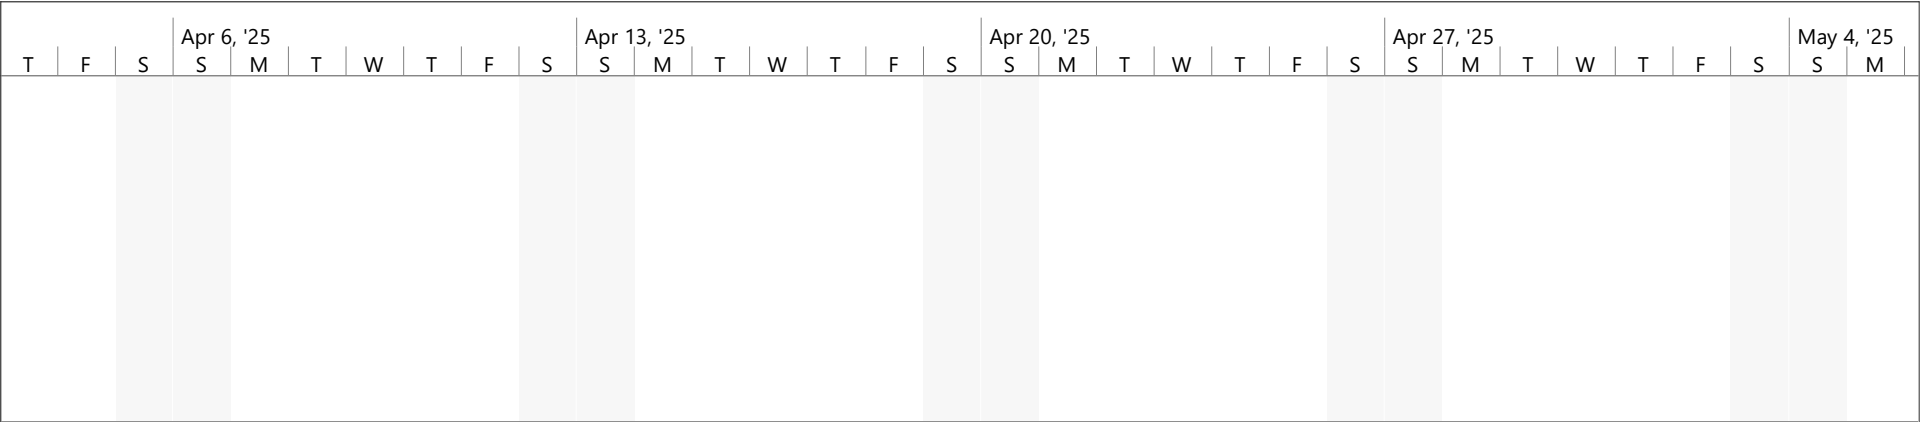 Apr 6, '25 Apr 13, '25 Apr 20, '25 Apr 27, '25 May 4, '25
T F S S M T W T F S S M T W T F S S M T W T F S S M T W T F S S M